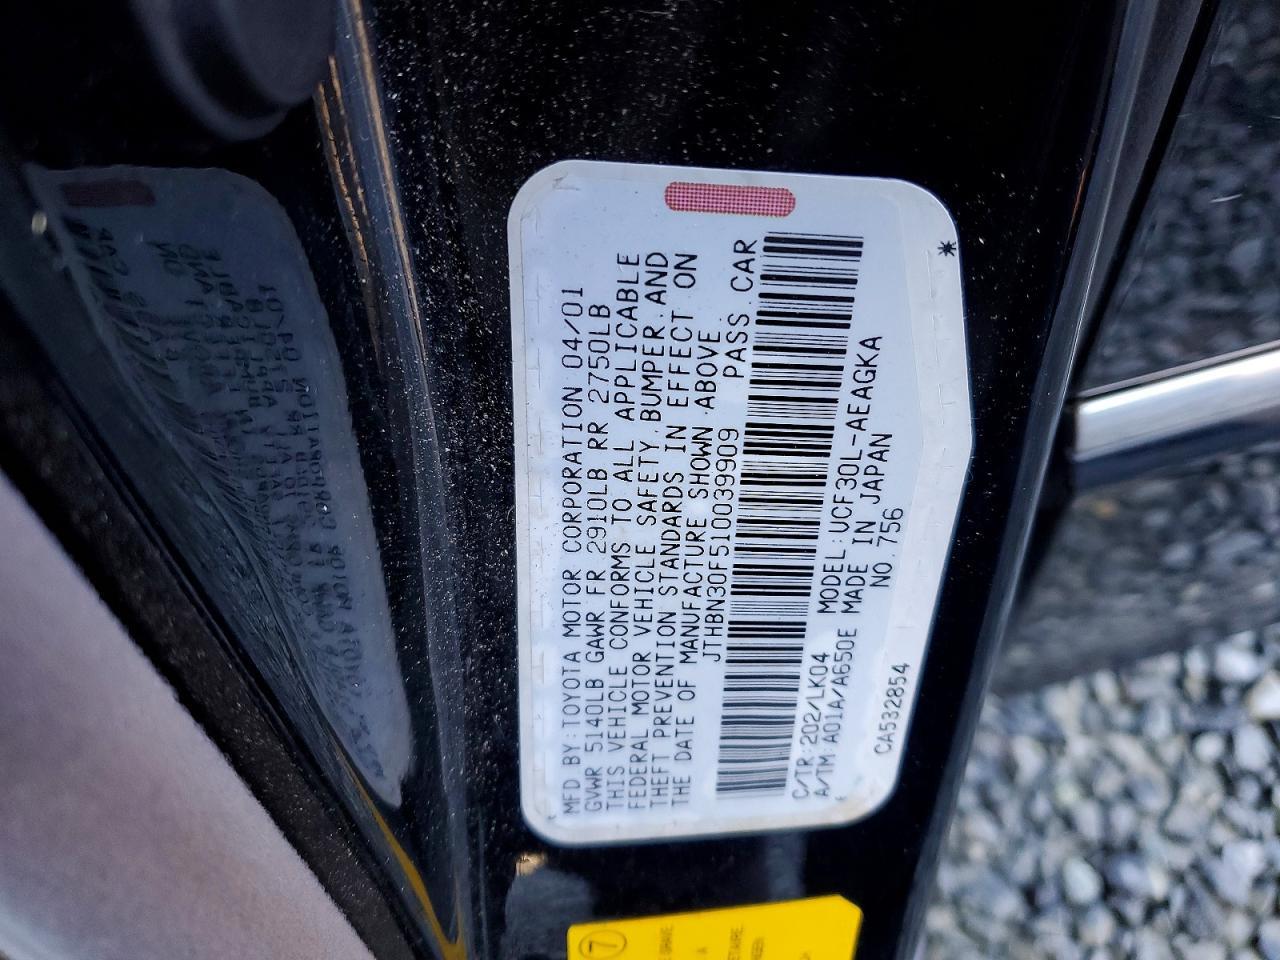 MFD BY:TOYOTA MOTOR CORPORATION 04/01
GVWR 5140LB GAWR FR 2910LB RR 2750LB
THIS VEHICLE CONFORMS TO ALL APPLICABLE
FEDERAL MOTOR VEHICLE SAFETY,BUMPER,AND
THEFT PREVENTION STANDARDS IN EFFECT ON
THE DATE OF MANUFACTURE SHOWN ABOVE.
JTHBN30F510039909 PASS.CAR
C/TR:202/LK04 MODEL:UCF30L-AEAGKA
A/TM:A01A/A650E MADE IN JAPAN
NO.756
CA532854
7
A